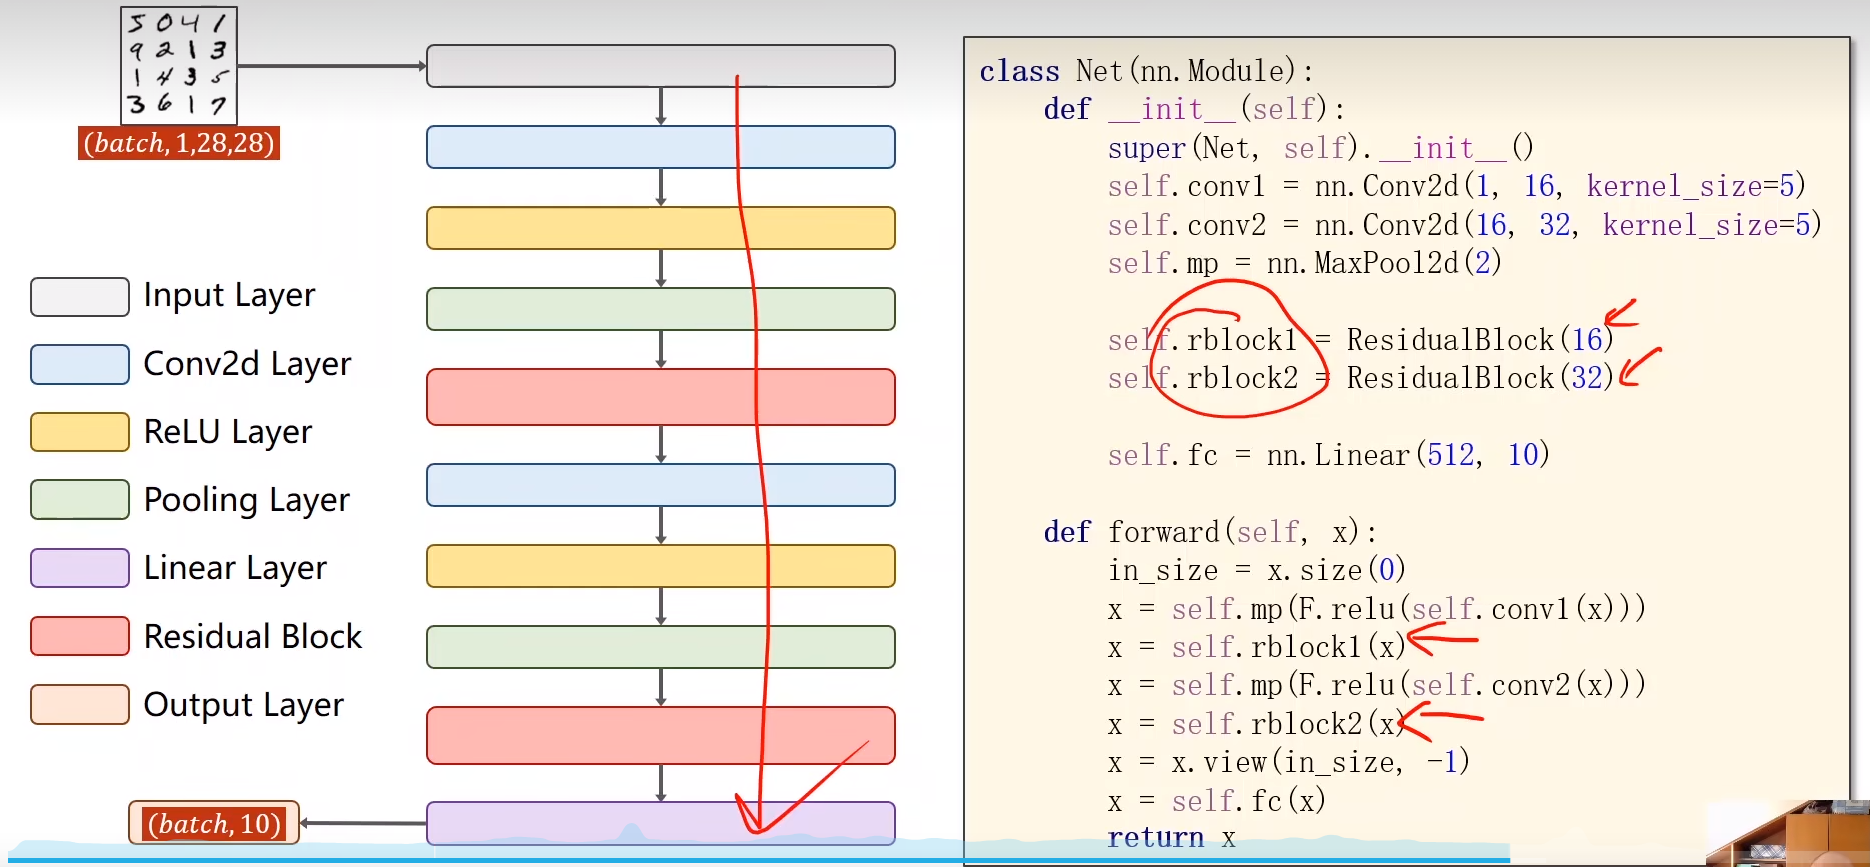 5 0 4 1
9 2 1 3
1 4 3 5
3 6 1 7
(batch, 1,28,28)
Input Layer
Conv2d Layer
ReLU Layer
Pooling Layer
Linear Layer
Residual Block
Output Layer
(batch, 10)
class Net(nn.Module):
def __init__(self):
super(Net, self).__init__()
self.conv1 = nn.Conv2d(1, 16, kernel_size=5)
self.conv2 = nn.Conv2d(16, 32, kernel_size=5)
self.mp = nn.MaxPool2d(2)
self.rblock1 = ResidualBlock(16)
self.rblock2 = ResidualBlock(32)
self.fc = nn.Linear(512, 10)
def forward(self, x):
in_size = x.size(0)
x = self.mp(F.relu(self.conv1(x)))
x = self.rblock1(x)
x = self.mp(F.relu(self.conv2(x)))
x = self.rblock2(x)
x = x.view(in_size, -1)
x = self.fc(x)
return x